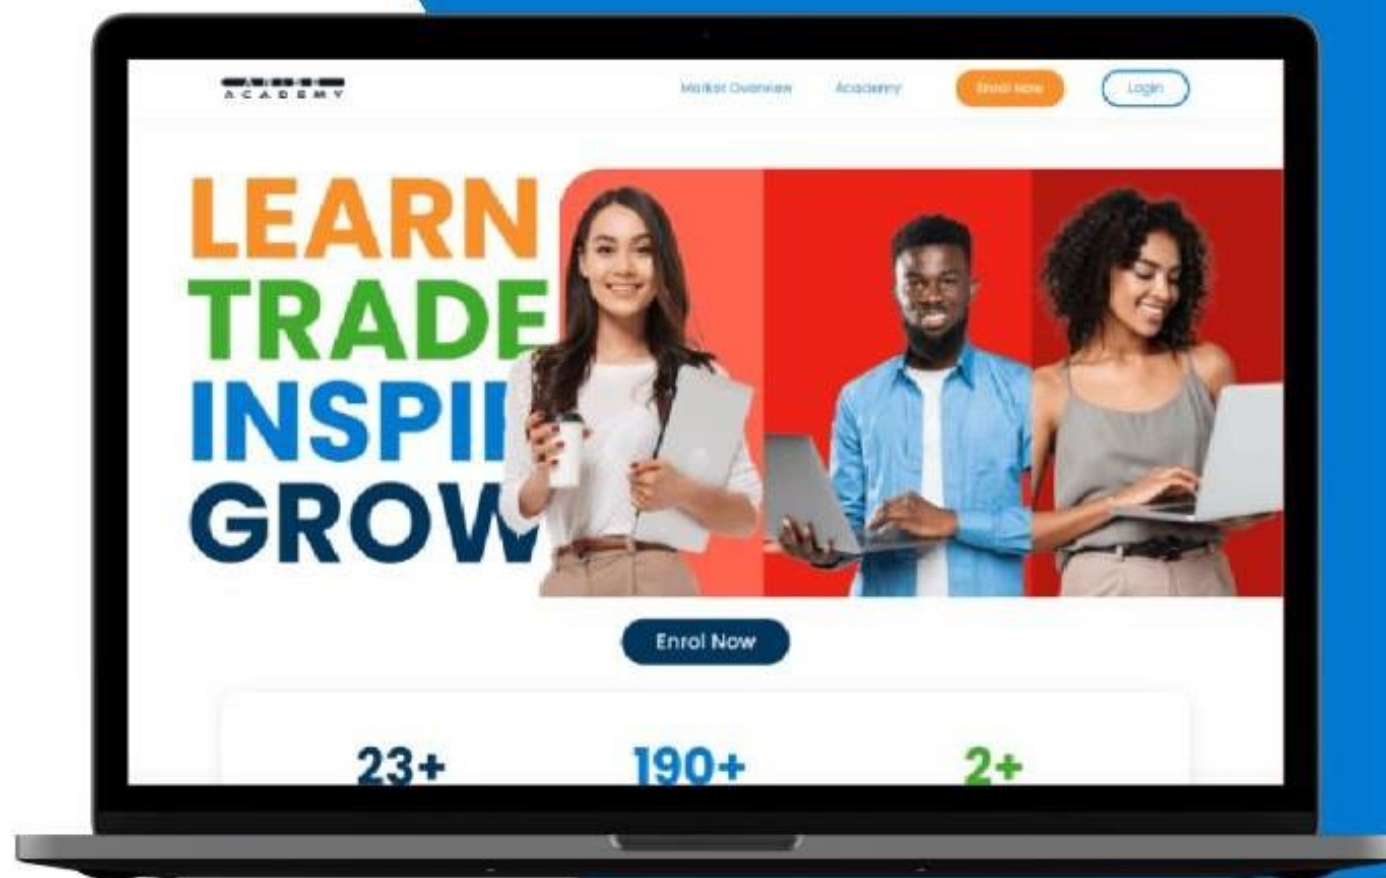 ACADEMY
Market Overview
Academy
Enrol Now
Login
LEARN
TRADE
INSPI
GROW
Enrol Now
23+
190+
2+